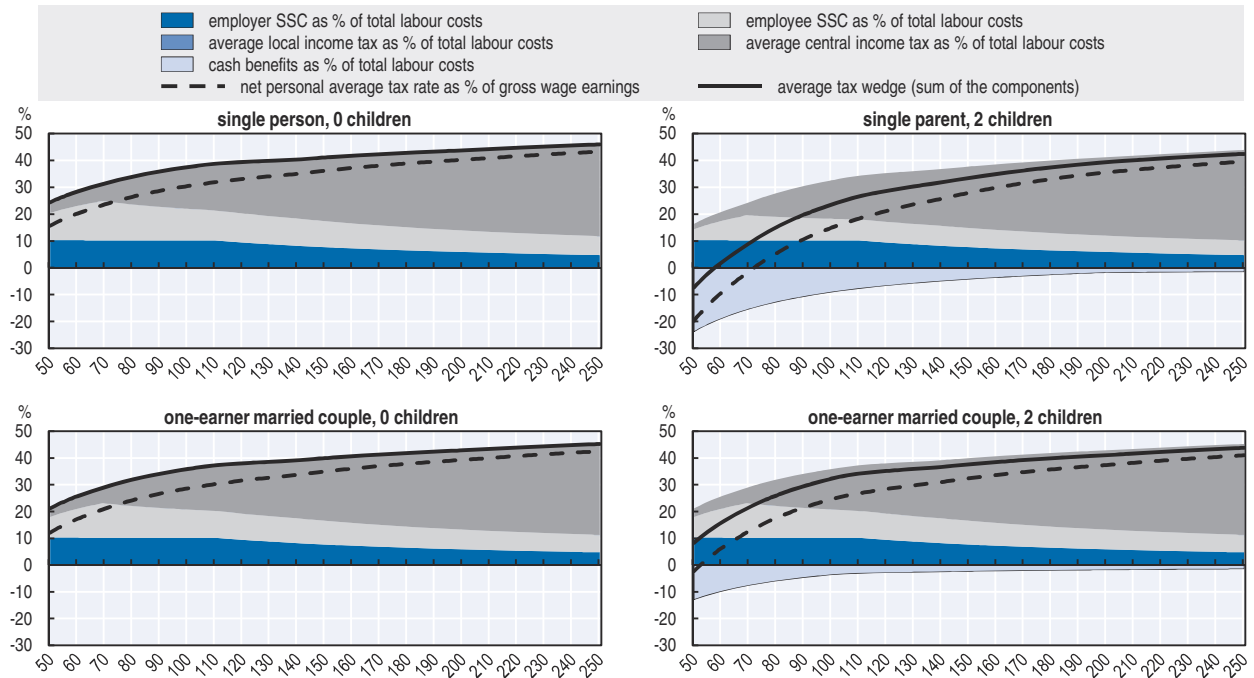 employer SSC as % of total labour costs
employee SSC as % of total labour costs
average local income tax as % of total labour costs
average central income tax as % of total labour costs
cash benefits as % of total labour costs
net personal average tax rate as % of gross wage earnings
average tax wedge (sum of the components)
%
single person, 0 children
50
40
30
20
10
0
-10
-20
-30
50 60 70 80 90 100 110 120 130 140 150 160 170 180 190 200 210 220 230 240 250
%
single parent, 2 children
50
40
30
20
10
0
-10
-20
-30
50 60 70 80 90 100 110 120 130 140 150 160 170 180 190 200 210 220 230 240 250
%
one-earner married couple, 0 children
50
40
30
20
10
0
-10
-20
-30
50 60 70 80 90 100 110 120 130 140 150 160 170 180 190 200 210 220 230 240 250
%
one-earner married couple, 2 children
50
40
30
20
10
0
-10
-20
-30
50 60 70 80 90 100 110 120 130 140 150 160 170 180 190 200 210 220 230 240 250